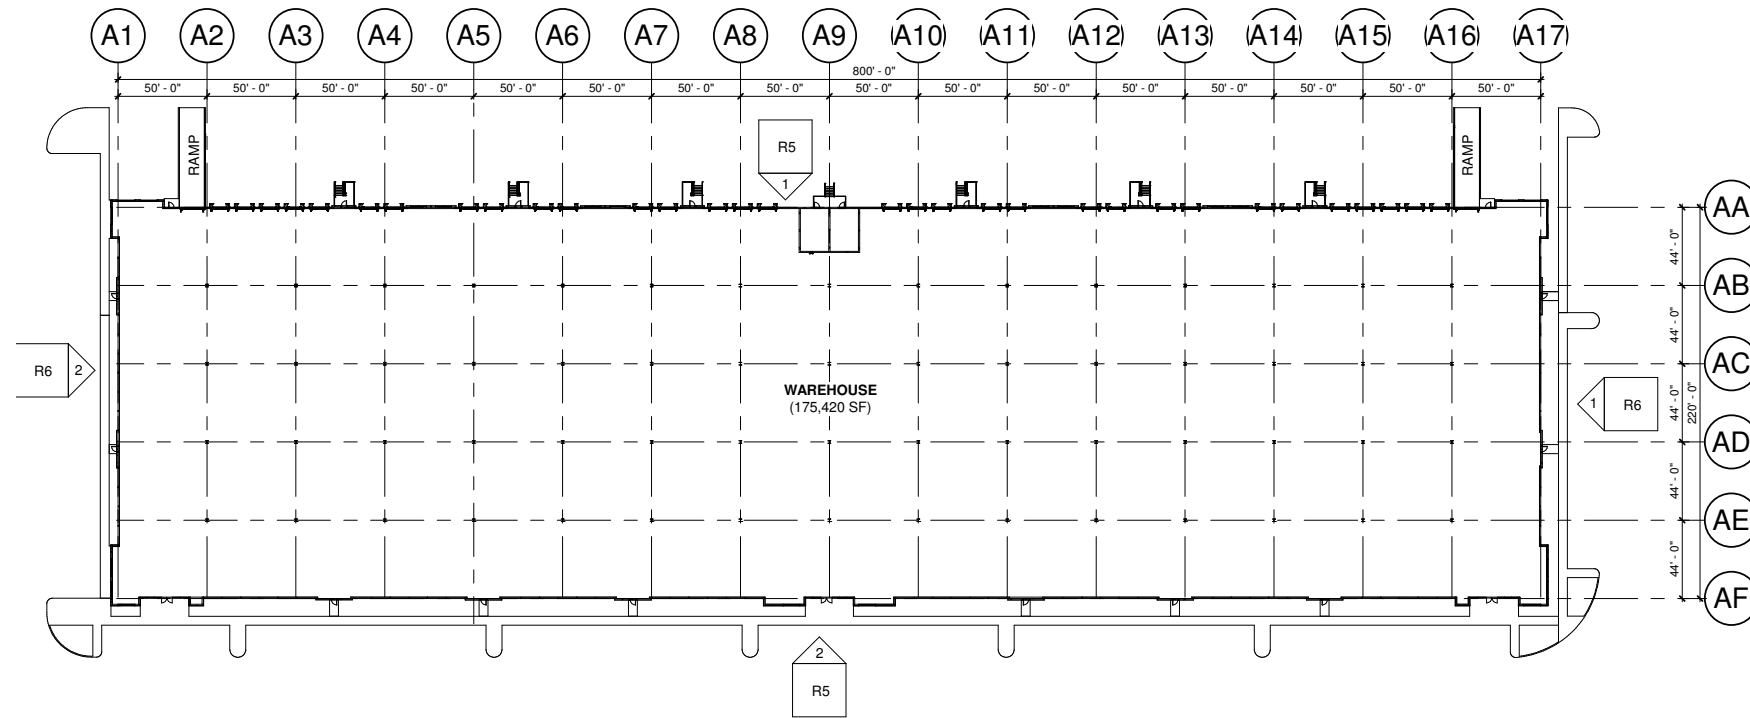 A1 A2 A3 A4 A5 A6 A7 A8 A9 A10 A11 A12 A13 A14 A15 A16 A17
800' - 0"
50' - 0" 50' - 0" 50' - 0" 50' - 0" 50' - 0" 50' - 0" 50' - 0" 50' - 0" 50' - 0" 50' - 0" 50' - 0" 50' - 0" 50' - 0" 50' - 0" 50' - 0" 50' - 0"
RAMP
R5
1
RAMP
AA
44' - 0"
AB
44' - 0"
AC
44' - 0"
220' - 0"
AD
44' - 0"
AE
44' - 0"
AF
R6 2
WAREHOUSE
(175,420 SF)
1 R6
2
R5